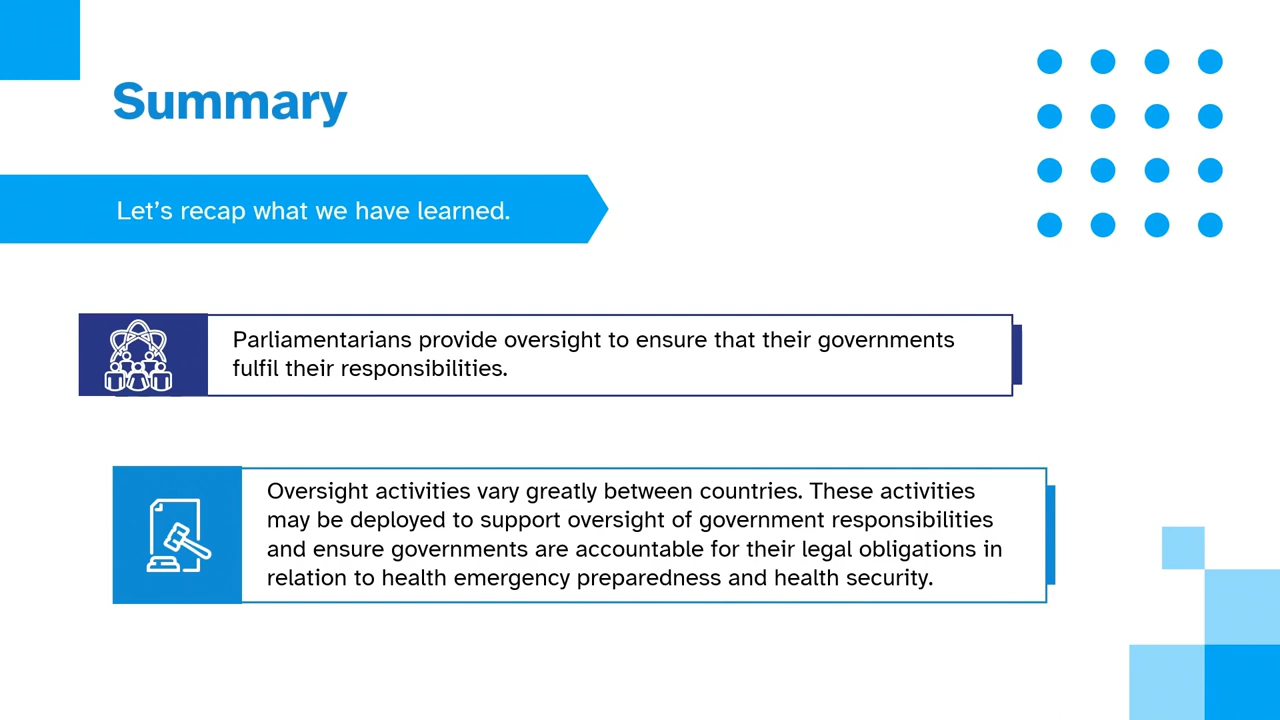 Summary
Let’s recap what we have learned.
Parliamentarians provide oversight to ensure that their governments
fulfil their responsibilities.
Oversight activities vary greatly between countries. These activities
may be deployed to support oversight of government responsibilities
and ensure governments are accountable for their legal obligations in
relation to health emergency preparedness and health security.